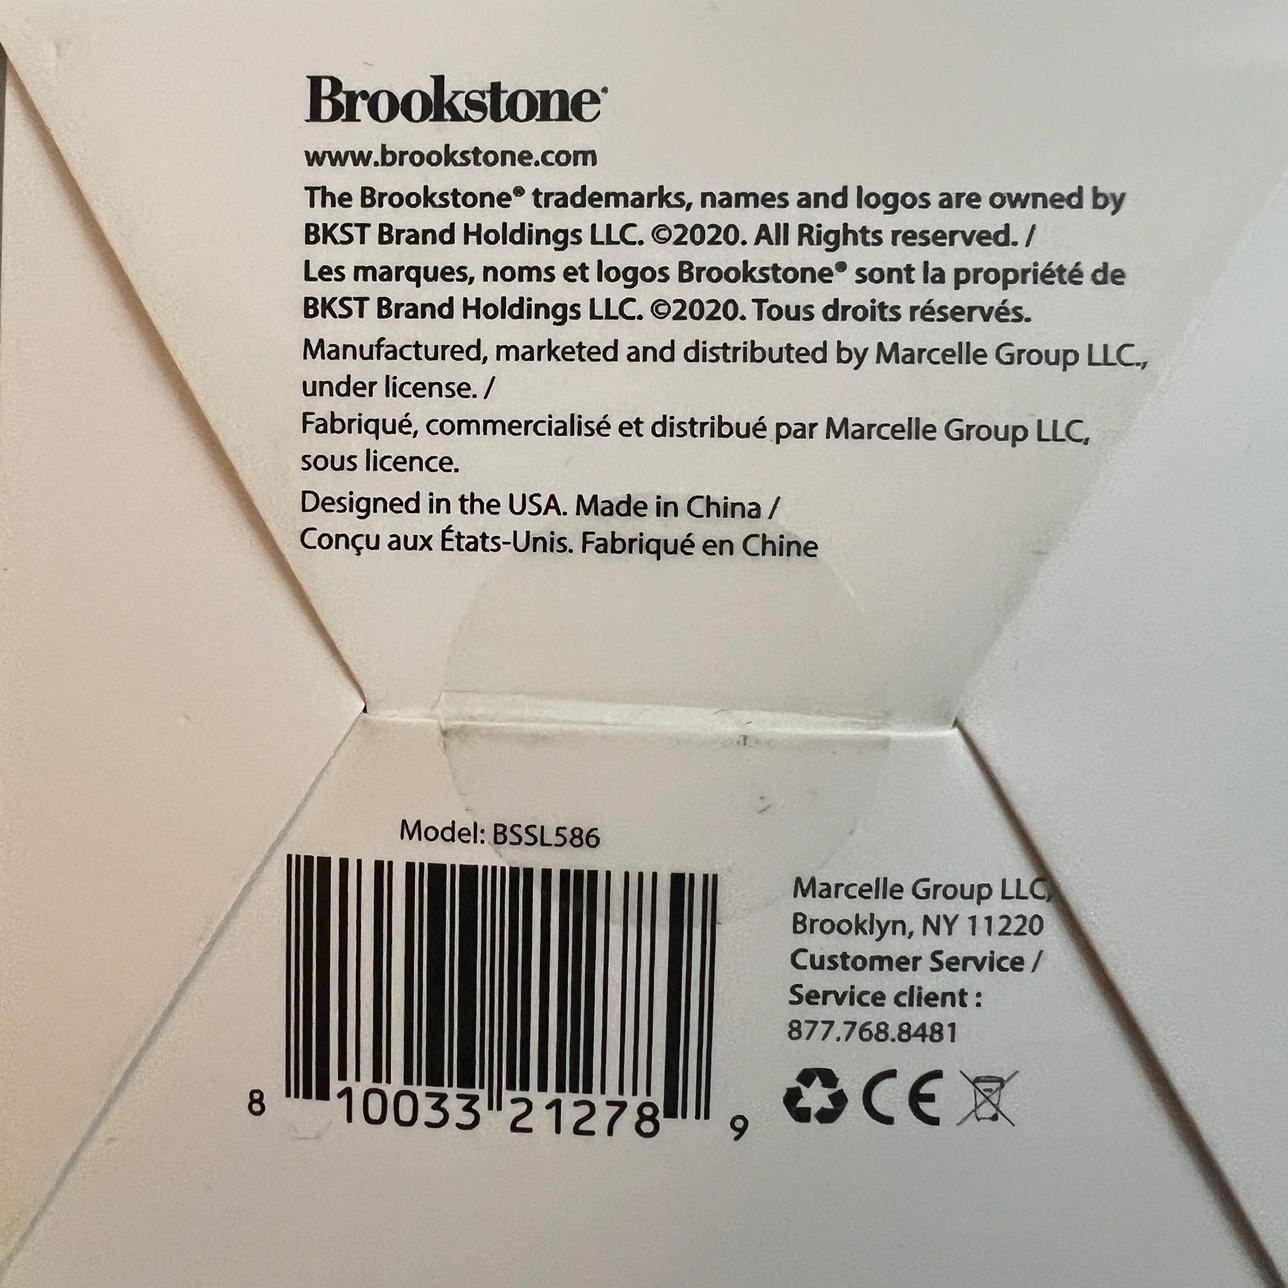 Brookstone®
www.brookstone.com
The Brookstone® trademarks, names and logos are owned by
BKST Brand Holdings LLC. ©2020. All Rights reserved. /
Les marques, noms et logos Brookstone® sont la propriété de
BKST Brand Holdings LLC. ©2020. Tous droits réservés.
Manufactured, marketed and distributed by Marcelle Group LLC.,
under license. /
Fabriqué, commercialisé et distribué par Marcelle Group LLC,
sous licence.
Designed in the USA. Made in China /
Conçu aux États-Unis. Fabriqué en Chine
Model: BSSL586
8 10033 21278 9
Marcelle Group LLC,
Brooklyn, NY 11220
Customer Service /
Service client :
877.768.8481
CE